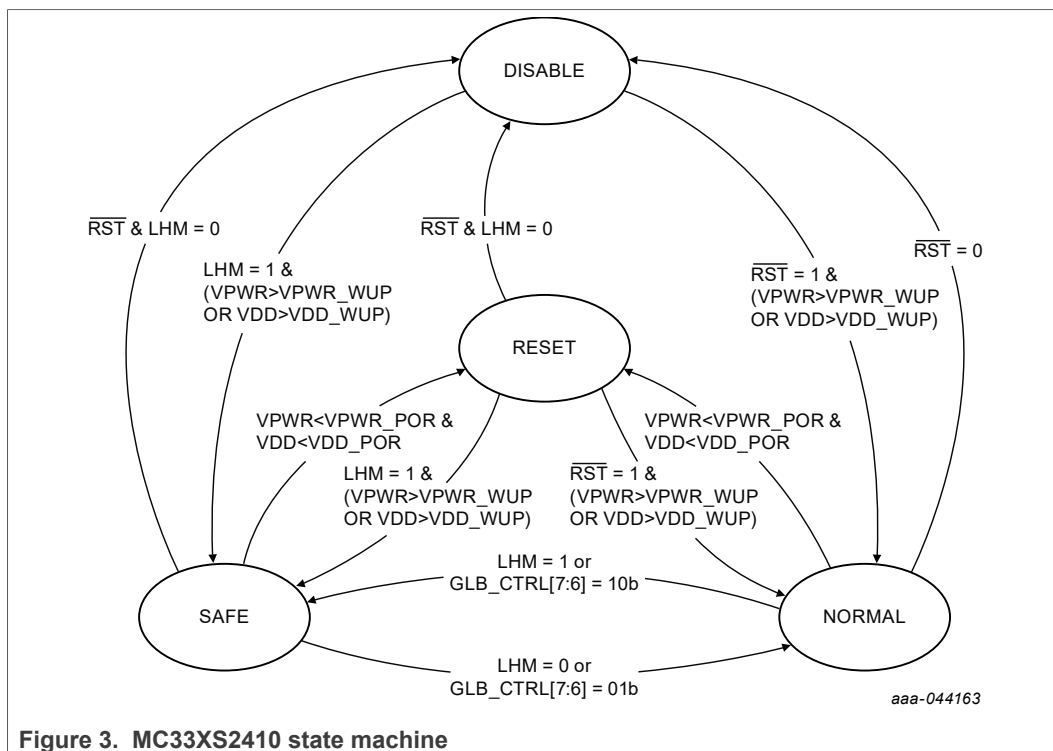 DISABLE
RST & LHM = 0
RST & LHM = 0
RST = 0
LHM = 1 &
(VPWR>VPWR_WUP
OR VDD>VDD_WUP)
RST = 1 &
(VPWR>VPWR_WUP
OR VDD>VDD_WUP)
RESET
VPWR<VPWR_POR &
VDD<VDD_POR
VPWR<VPWR_POR &
VDD<VDD_POR
LHM = 1 &
(VPWR>VPWR_WUP
OR VDD>VDD_WUP)
RST = 1 &
(VPWR>VPWR_WUP
OR VDD>VDD_WUP)
LHM = 1 or
GLB_CTRL[7:6] = 10b
SAFE
NORMAL
LHM = 0 or
GLB_CTRL[7:6] = 01b
aaa-044163
Figure 3. MC33XS2410 state machine